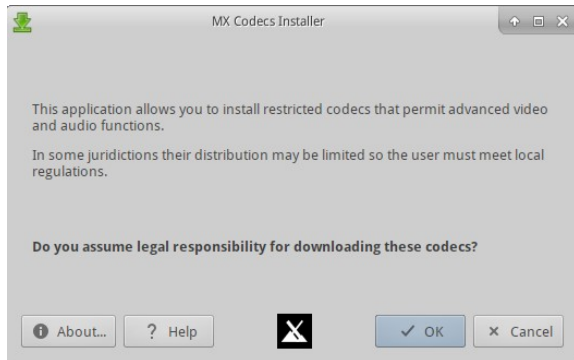 MX Codecs Installer
This application allows you to install restricted codecs that permit advanced video
and audio functions.
In some juridictions their distribution may be limited so the user must meet local
regulations.
Do you assume legal responsibility for downloading these codecs?
About... ? Help OK Cancel